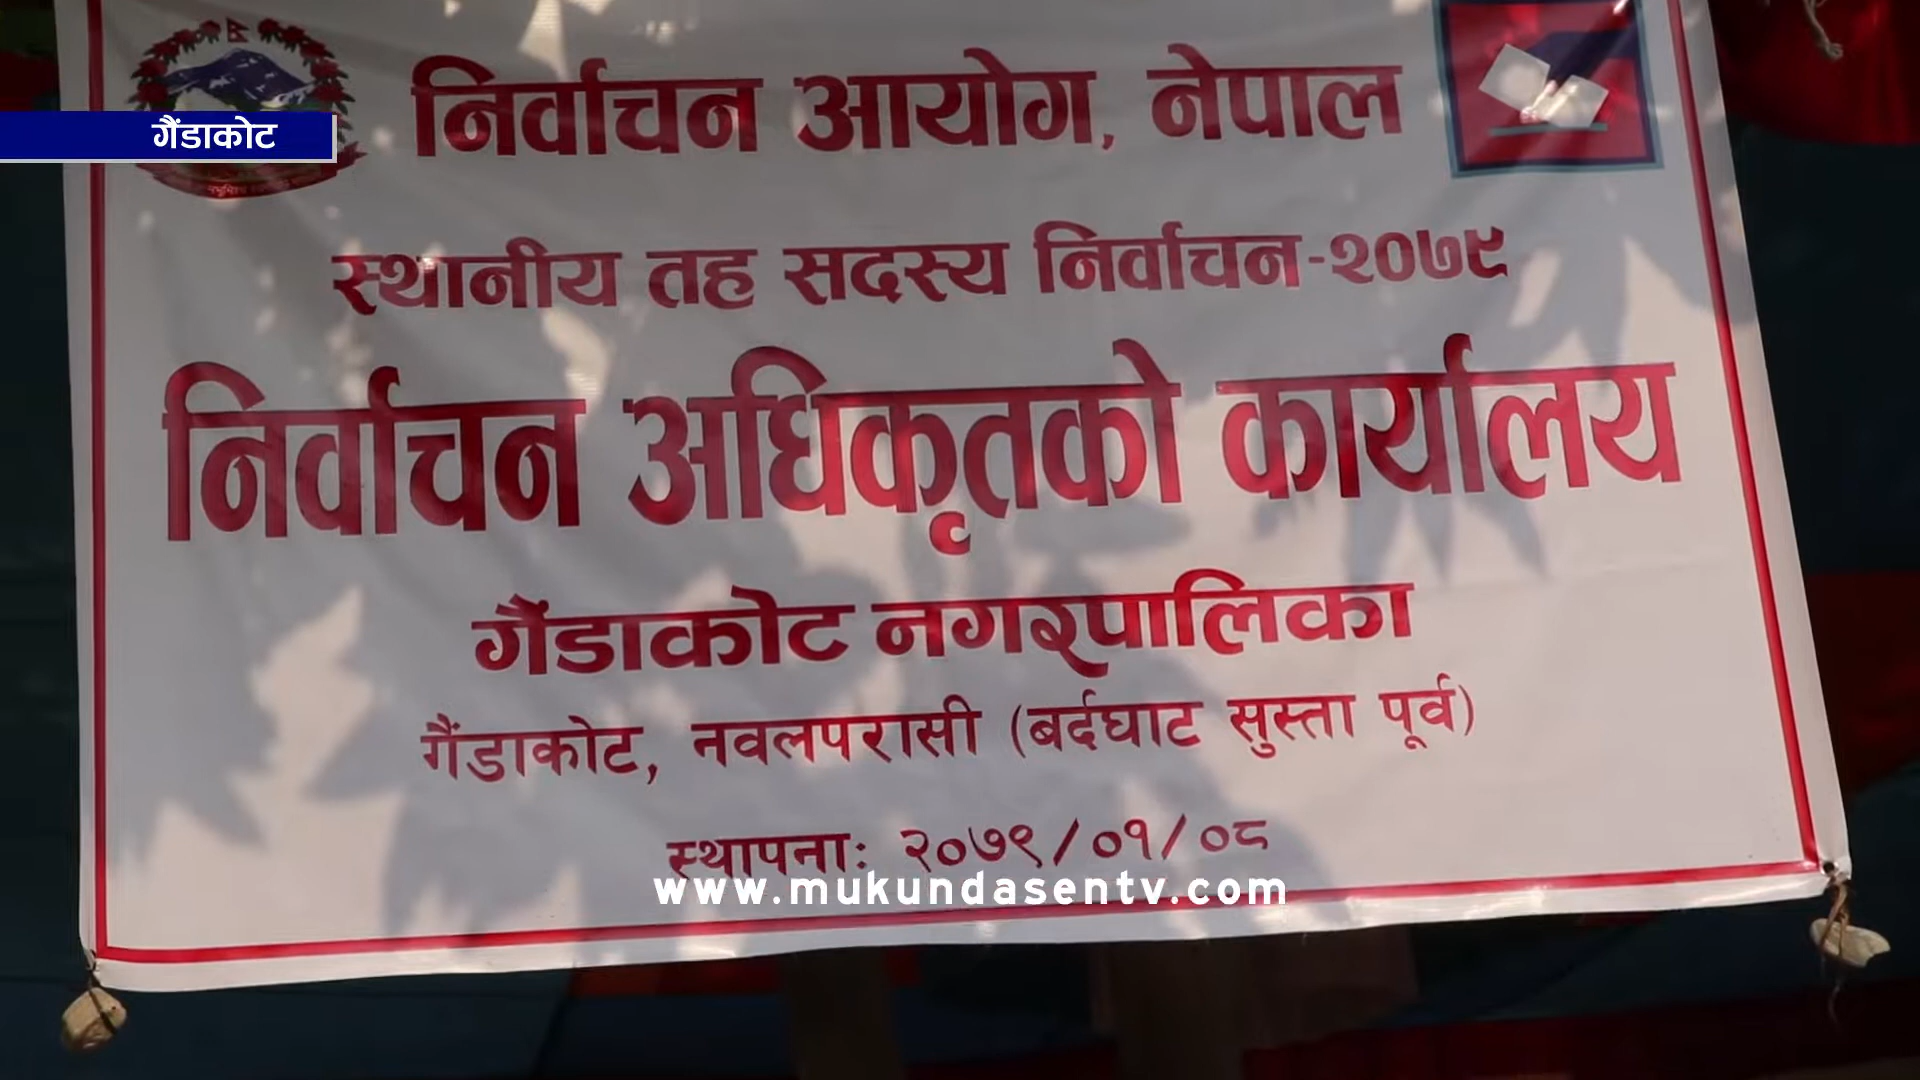 निर्वाचन आयोग, नेपाल
गैंडाकोट
स्थानीय तह सदस्य निर्वाचन-२०७९
निर्वाचन अधिकृतको कार्यालय
गैंडाकोट नगरपालिका
गैंडाकोट, नवलपरासी (बर्दघाट सुस्ता पूर्व)
स्थापनाः २०७९/०१/०८
www.mukundasentv.com